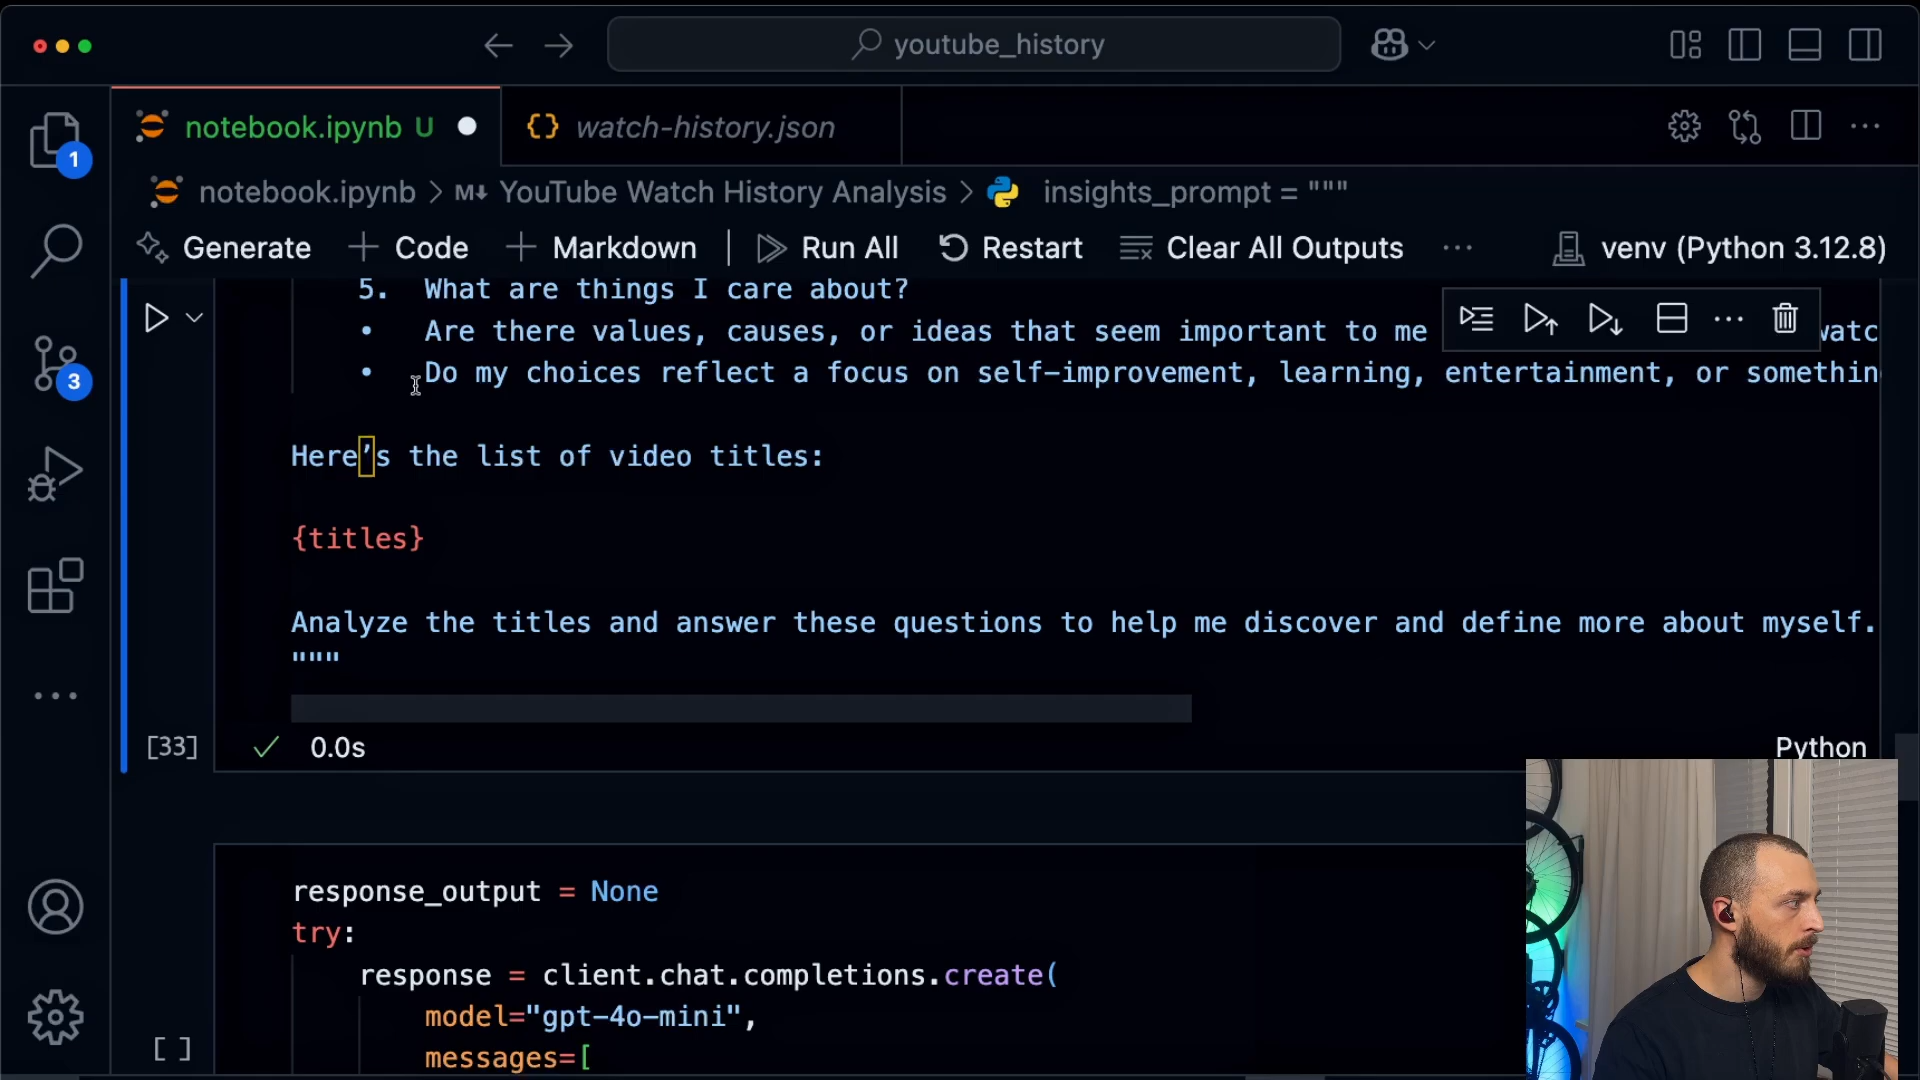 youtube_history
notebook.ipynb U
watch-history.json
1
notebook.ipynb > M↓ YouTube Watch History Analysis > insights_prompt = """
Generate + Code + Markdown | Run All Restart Clear All Outputs ... venv (Python 3.12.8)
5. What are things I care about?
• Are there values, causes, or ideas that seem important to me
• Do my choices reflect a focus on self-improvement, learning, entertainment, or somethin
3
Here’s the list of video titles:
{titles}
Analyze the titles and answer these questions to help me discover and define more about myself.
"""
[33] 0.0s
Python
response_output = None
try:
response = client.chat.completions.create(
model="gpt-4o-mini",
messages=[
[ ]